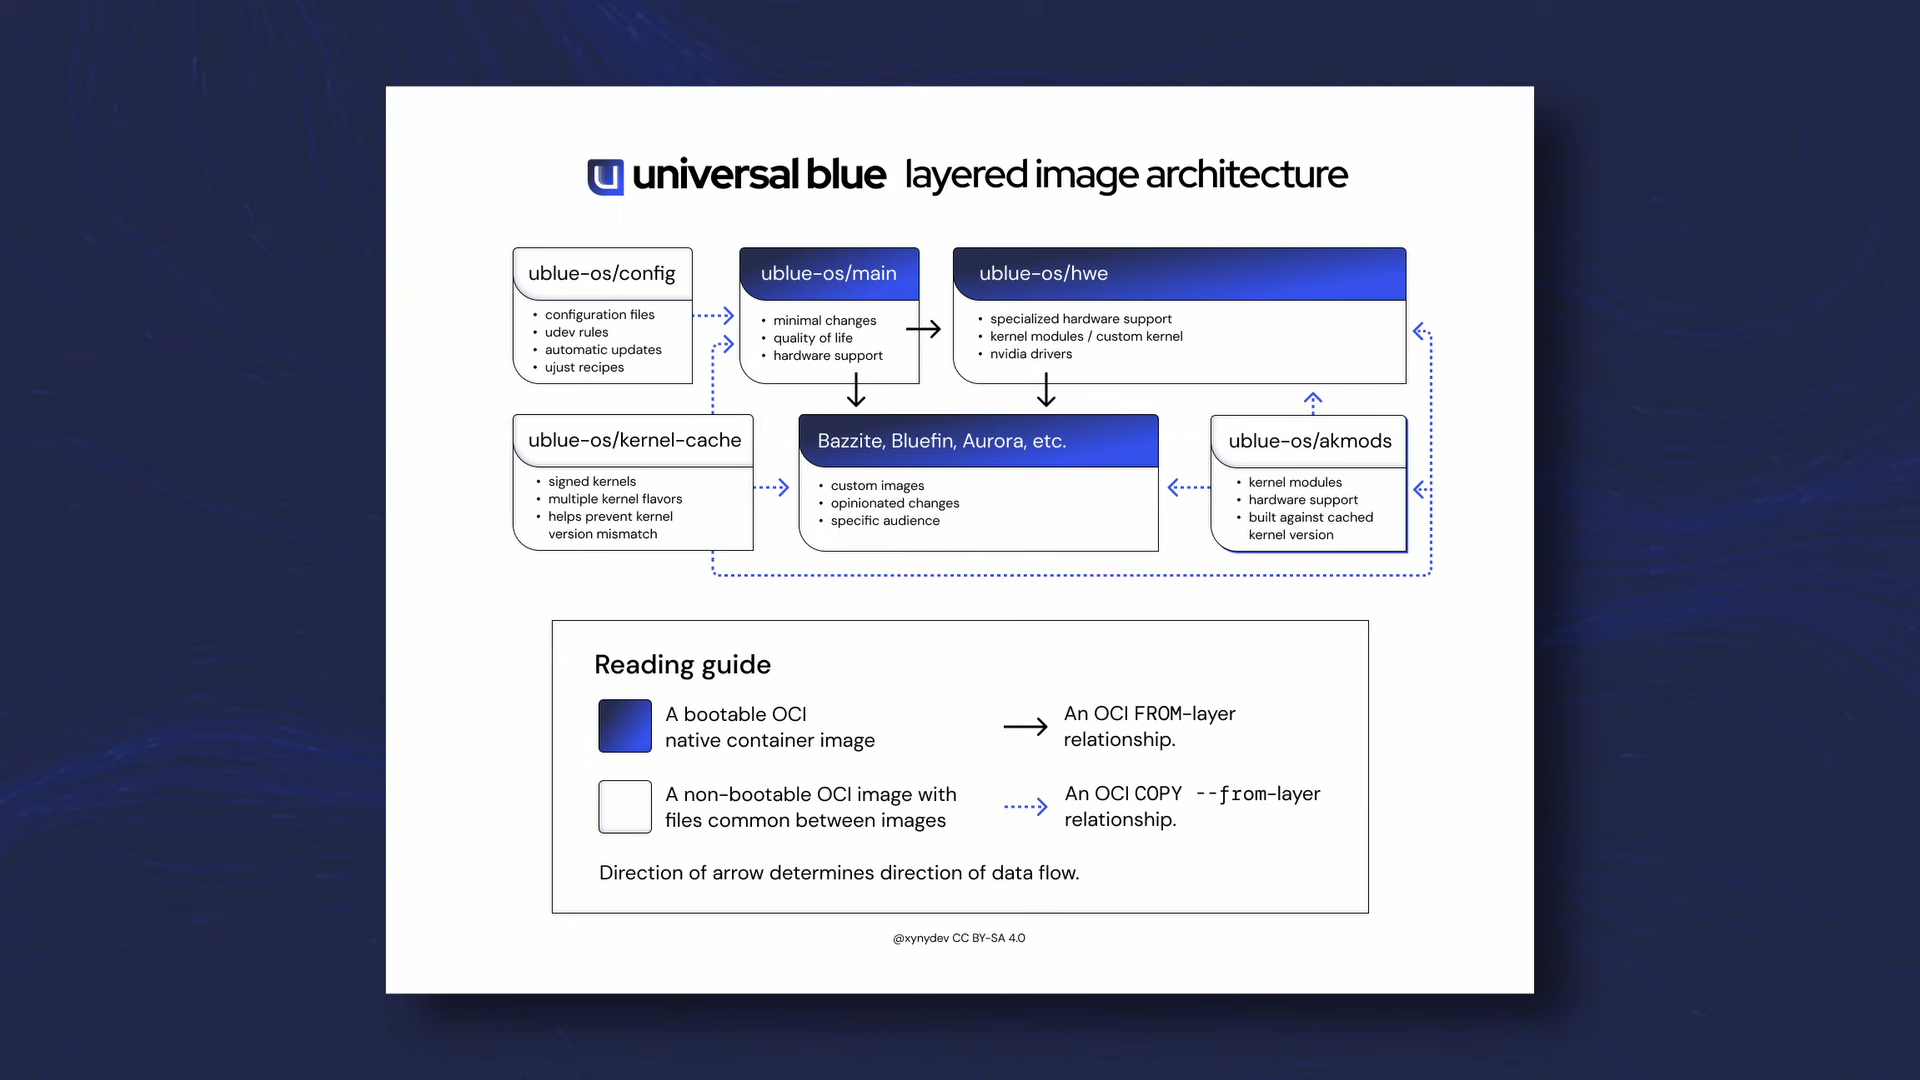 universal blue layered image architecture
ublue-os/config
• configuration files
• udev rules
• automatic updates
• ujust recipes
ublue-os/main
• minimal changes
• quality of life
• hardware support
ublue-os/hwe
• specialized hardware support
• kernel modules / custom kernel
• nvidia drivers
ublue-os/kernel-cache
• signed kernels
• multiple kernel flavors
• helps prevent kernel
version mismatch
Bazzite, Bluefin, Aurora, etc.
• custom images
• opinionated changes
• specific audience
ublue-os/akmods
• kernel modules
• hardware support
• built against cached
kernel version
Reading guide
A bootable OCI
native container image
An OCI FROM-layer
relationship.
A non-bootable OCI image with
files common between images
An OCI COPY --from-layer
relationship.
Direction of arrow determines direction of data flow.
@xynydev CC BY-SA 4.0